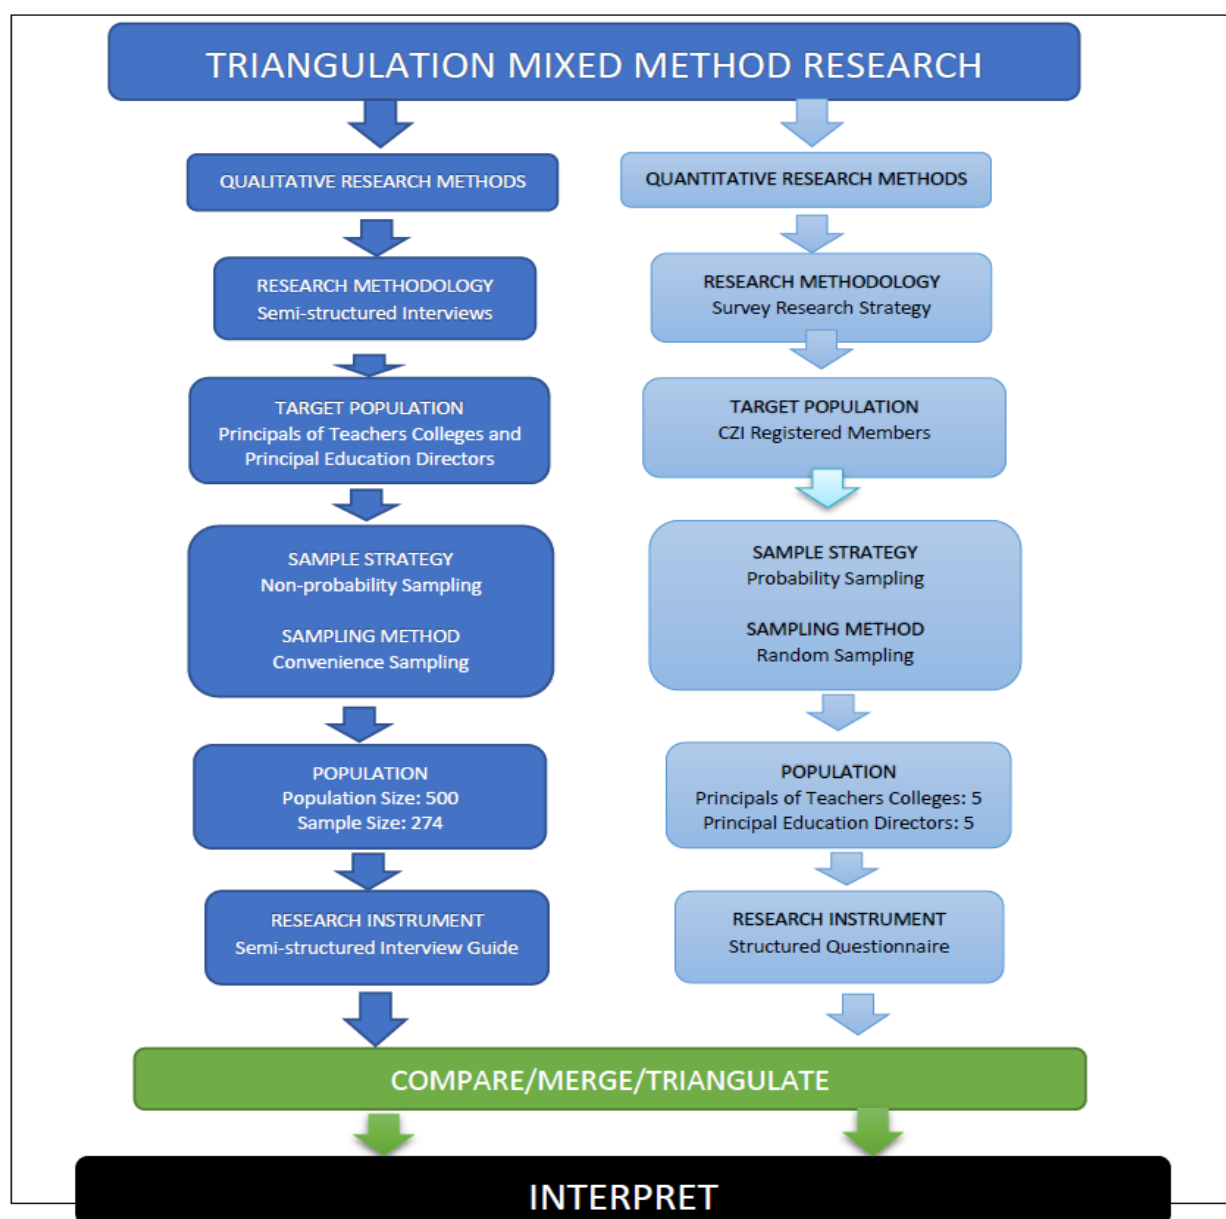 TRIANGULATION MIXED METHOD RESEARCH
QUALITATIVE RESEARCH METHODS
RESEARCH METHODOLOGY
Semi-structured Interviews
TARGET POPULATION
Principals of Teachers Colleges and
Principal Education Directors
SAMPLE STRATEGY
Non-probability Sampling
SAMPLING METHOD
Convenience Sampling
POPULATION
Population Size: 500
Sample Size: 274
RESEARCH INSTRUMENT
Semi-structured Interview Guide
QUANTITATIVE RESEARCH METHODS
RESEARCH METHODOLOGY
Survey Research Strategy
TARGET POPULATION
CZI Registered Members
SAMPLE STRATEGY
Probability Sampling
SAMPLING METHOD
Random Sampling
POPULATION
Principals of Teachers Colleges: 5
Principal Education Directors: 5
RESEARCH INSTRUMENT
Structured Questionnaire
COMPARE/MERGE/TRIANGULATE
INTERPRET